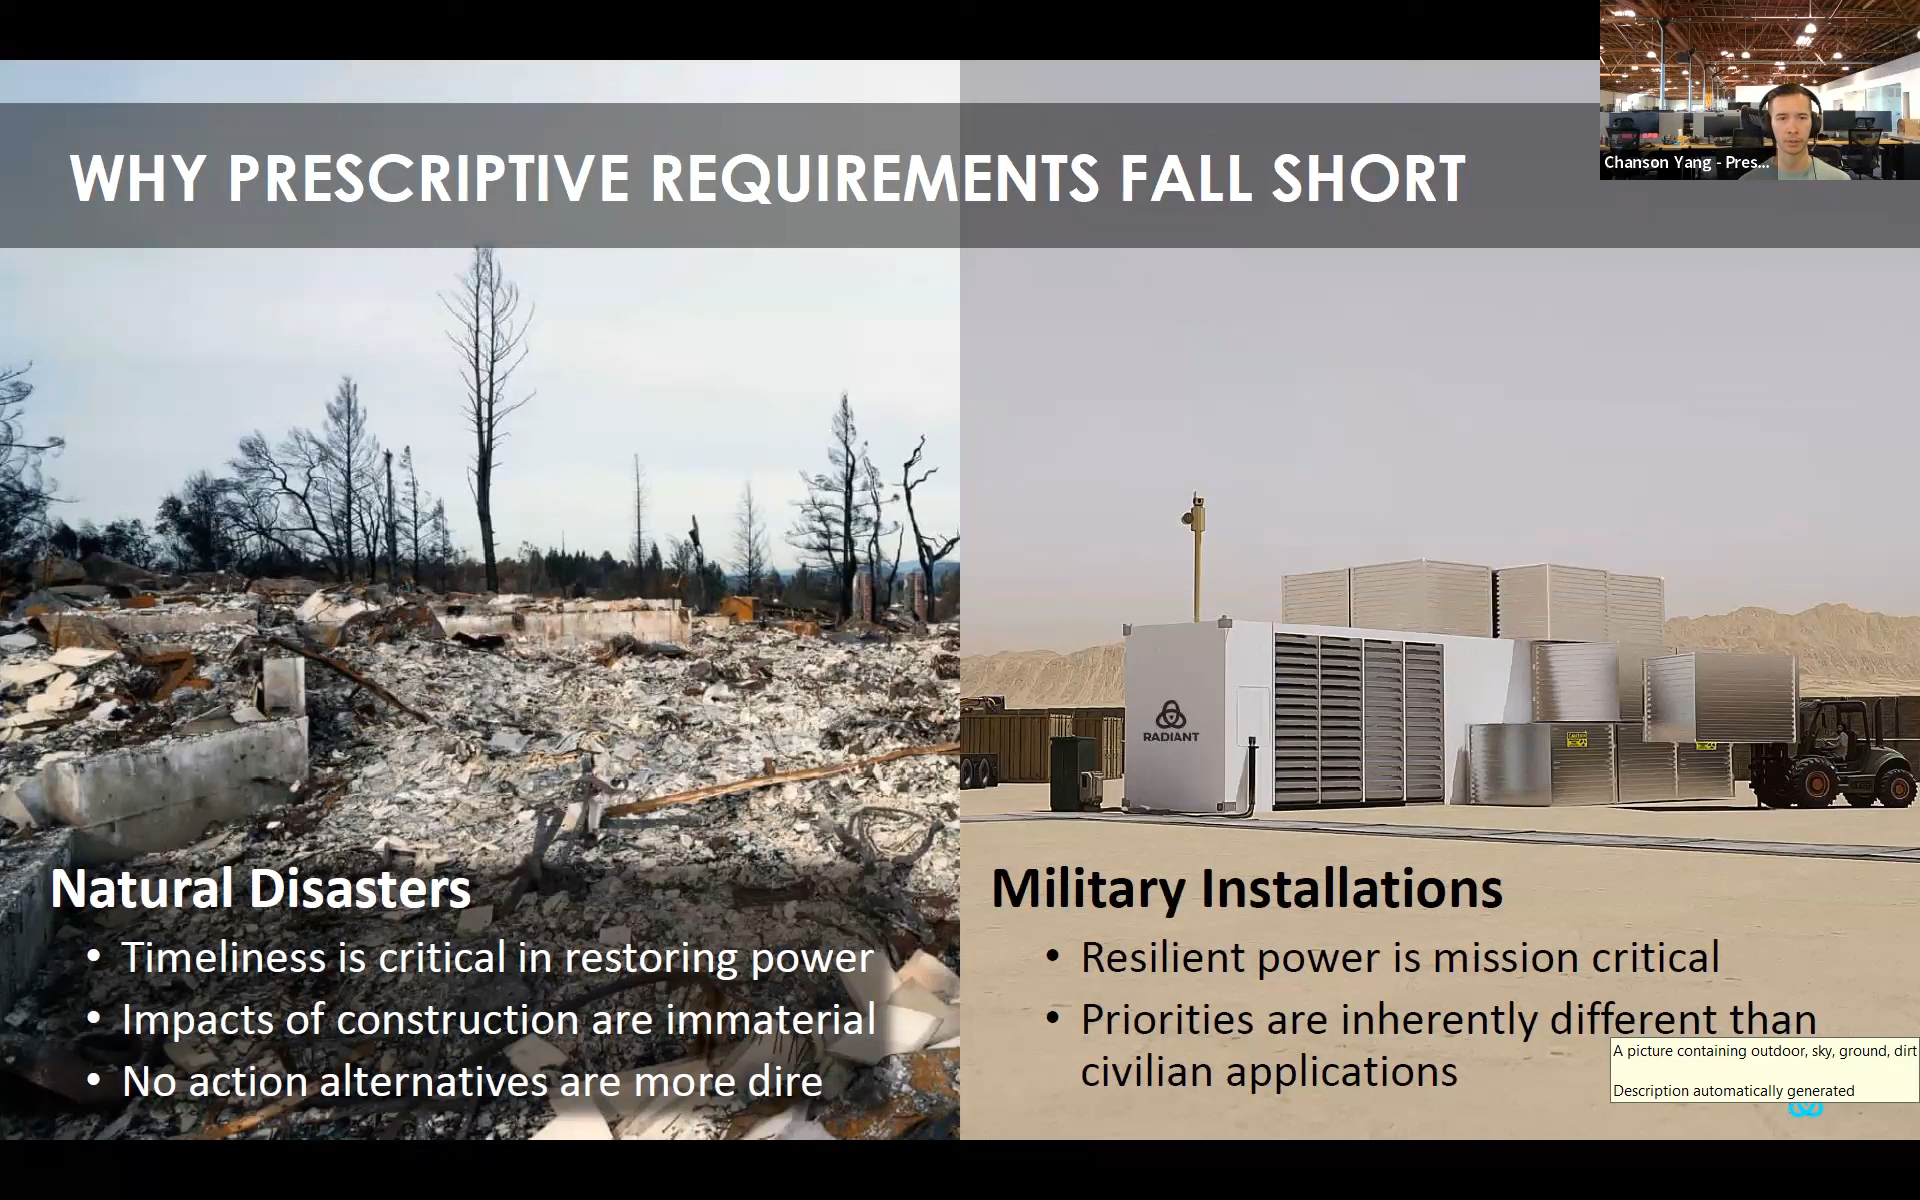 Chanson Yang - Pres...
WHY PRESCRIPTIVE REQUIREMENTS FALL SHORT
RADIANT
CAUTION
Natural Disasters
• Timeliness is critical in restoring power
• Impacts of construction are immaterial
• No action alternatives are more dire
Military Installations
• Resilient power is mission critical
• Priorities are inherently different than
civilian applications
A picture containing outdoor, sky, ground, dirt
Description automatically generated